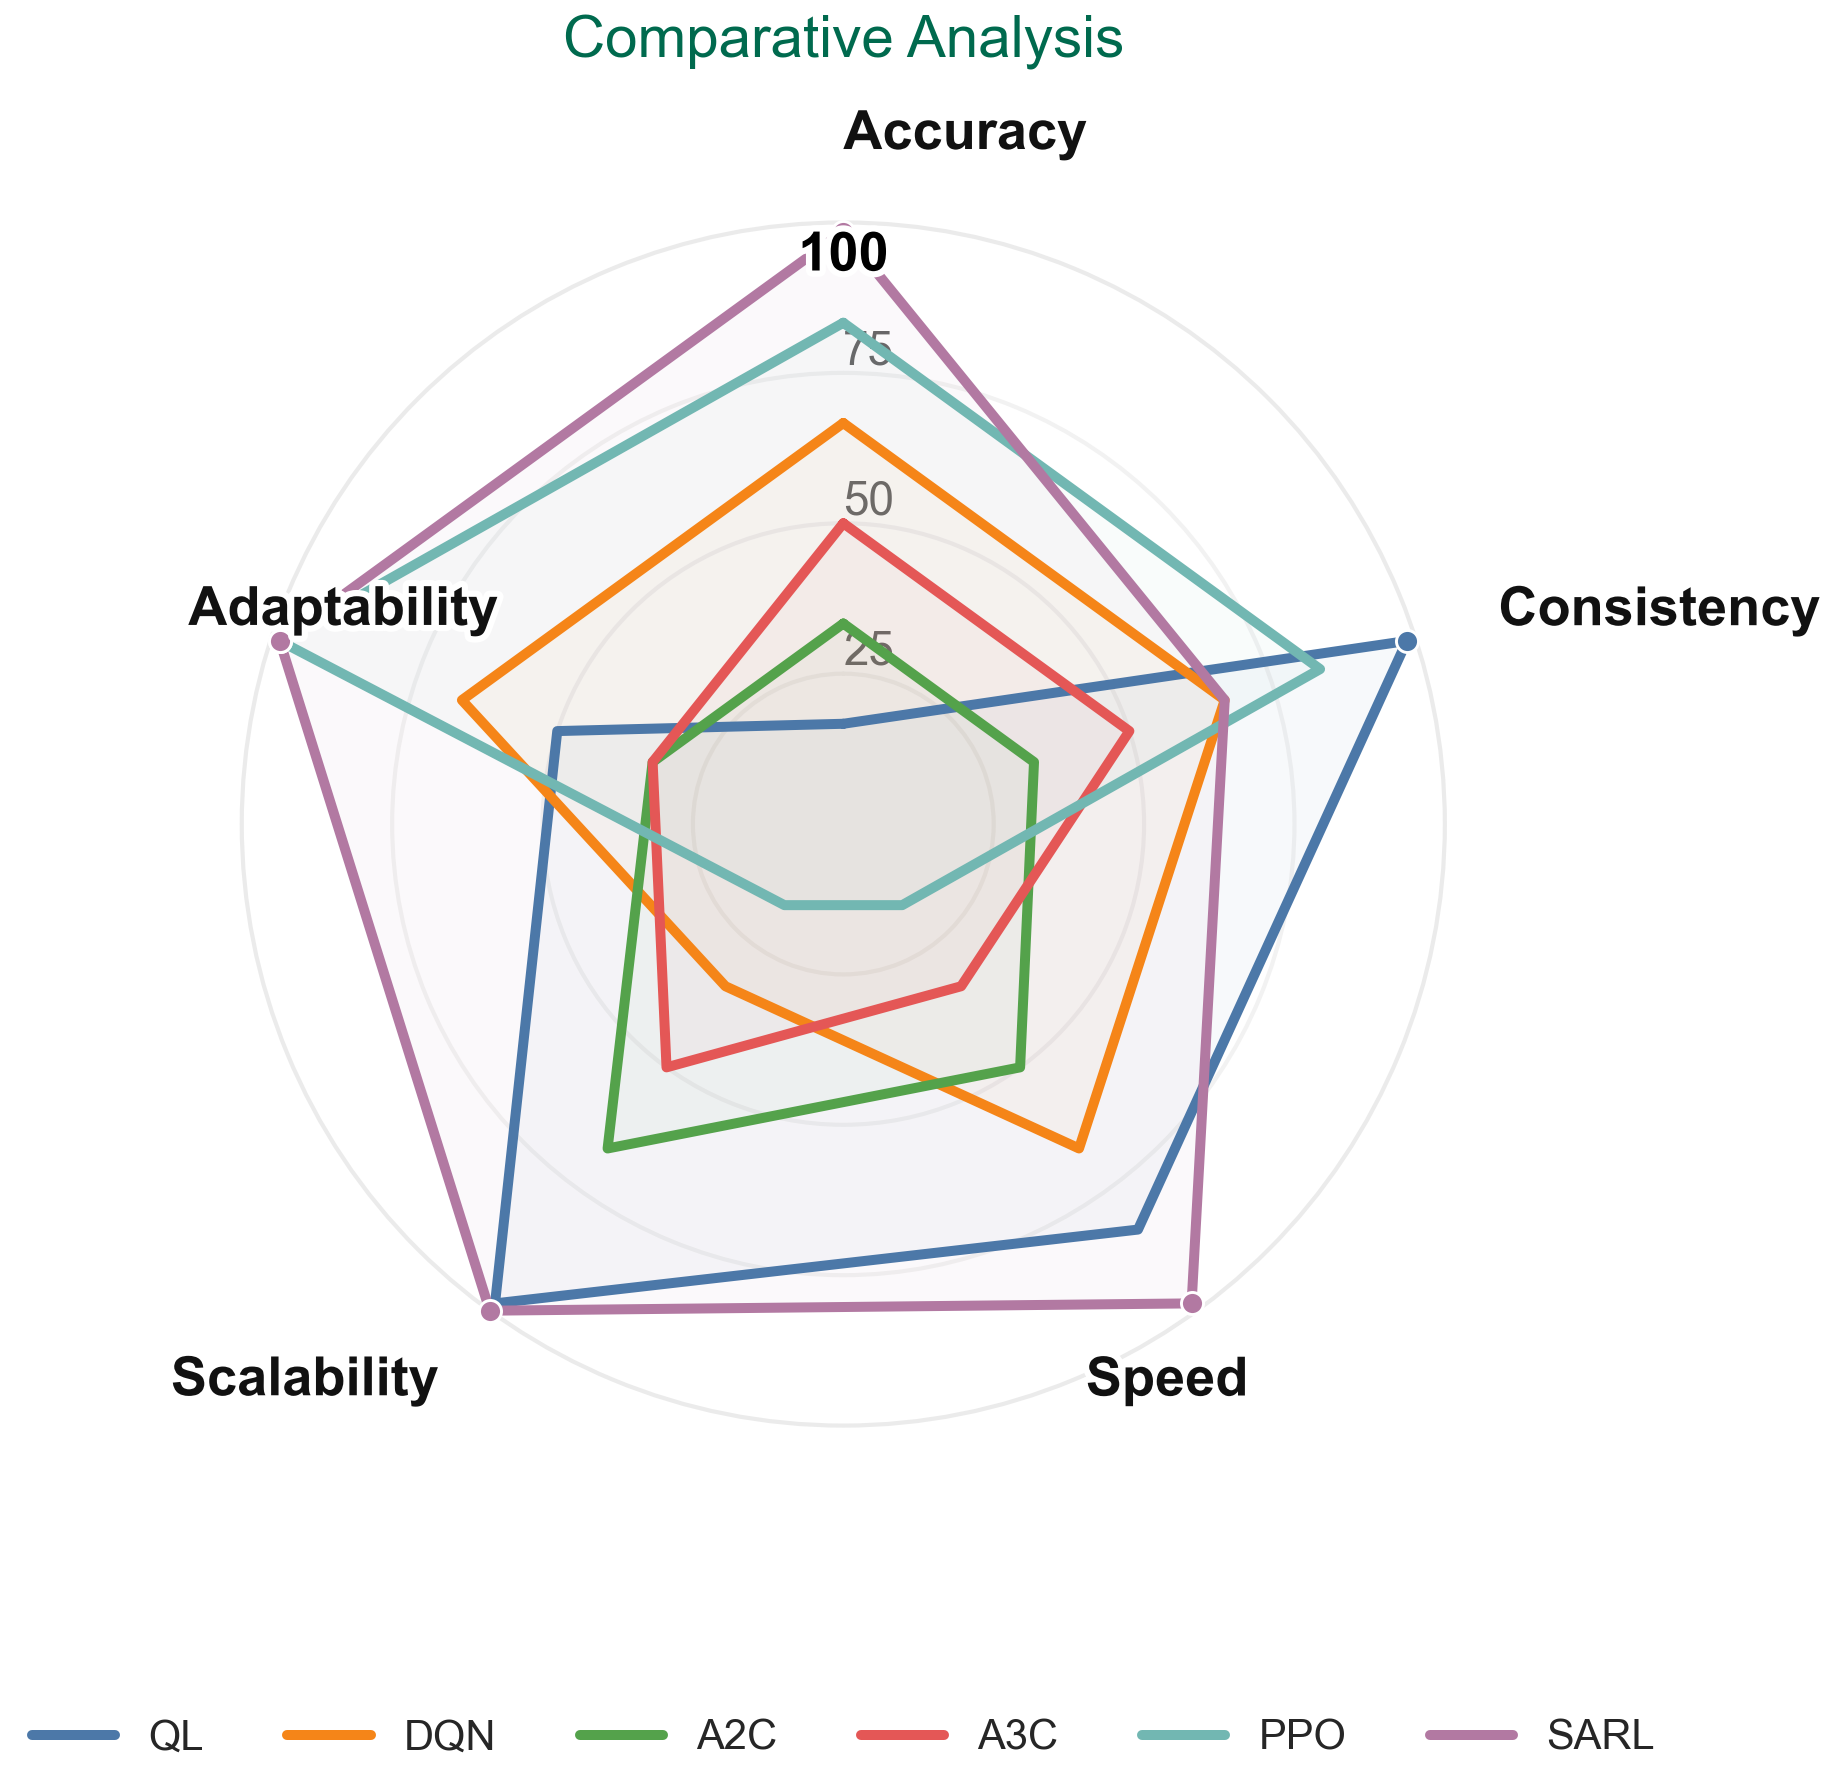 Comparative Analysis
Accuracy
100
75
50
25
Adaptability
Consistency
Scalability
Speed
QL DQN A2C A3C PPO SARL